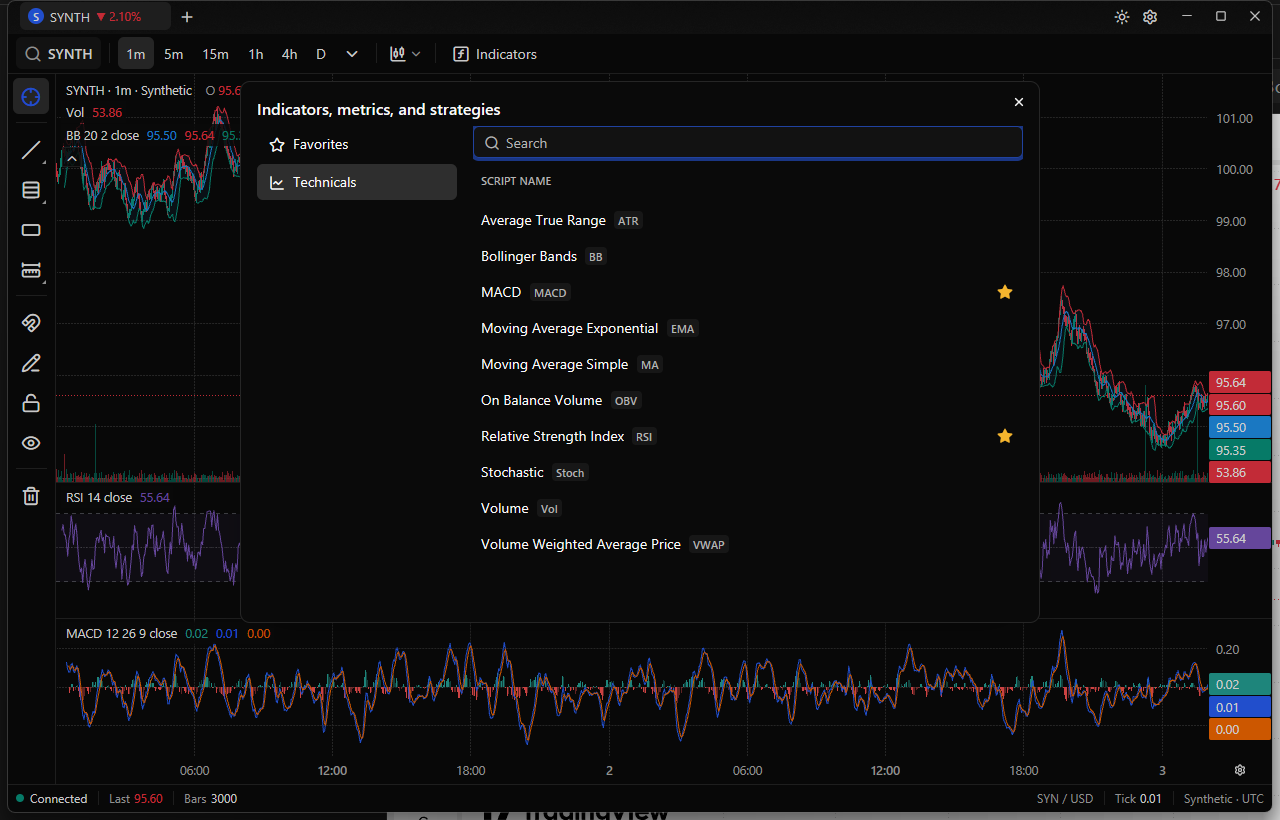 SYNTH 2.10%
SYNTH 1m 5m 15m 1h 4h D Indicators
SYNTH · 1m · Synthetic O 95.6
Vol 53.86
BB 20 2 close 95.50 95.64 95.
Indicators, metrics, and strategies
Favorites
Technicals
Search
SCRIPT NAME
Average True Range ATR
Bollinger Bands BB
MACD MACD
Moving Average Exponential EMA
Moving Average Simple MA
On Balance Volume OBV
Relative Strength Index RSI
Stochastic Stoch
Volume Vol
Volume Weighted Average Price VWAP
101.00
100.00
99.00
98.00
97.00
95.64
95.60
95.50
95.35
53.86
RSI 14 close 55.64
55.64
MACD 12 26 9 close 0.02 0.01 0.00
0.20
0.02
0.01
0.00
06:00 12:00 18:00 2 06:00 12:00 18:00 3
Connected Last 95.60 Bars 3000 SYN / USD Tick 0.01 Synthetic · UTC
TradingView